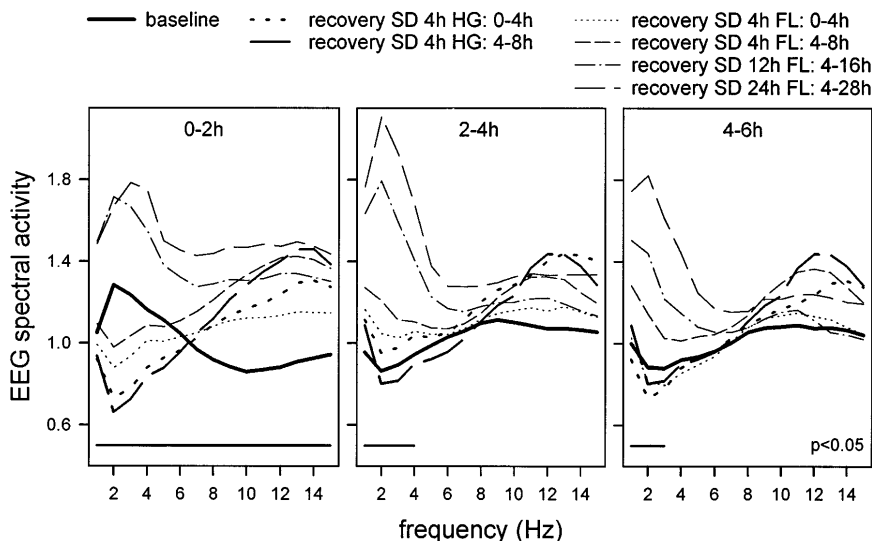 baseline
recovery SD 4h HG: 0-4h
recovery SD 4h HG: 4-8h
recovery SD 4h FL: 0-4h
recovery SD 4h FL: 4-8h
recovery SD 12h FL: 4-16h
recovery SD 24h FL: 4-28h
0-2h
2-4h
4-6h
EEG spectral activity
1.8
1.4
1.0
0.6
p<0.05
2 4 6 8 10 12 14
2 4 6 8 10 12 14
2 4 6 8 10 12 14
frequency (Hz)